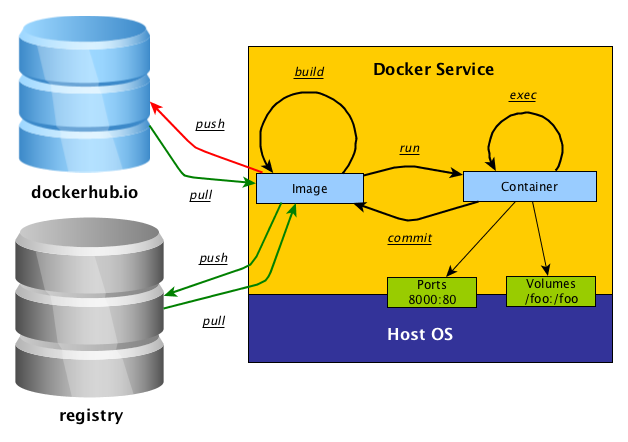 build
Docker Service
exec
push
run
dockerhub.io
pull
Image
Container
commit
push
pull
Ports
8000:80
Volumes
/foo:/foo
Host OS
registry